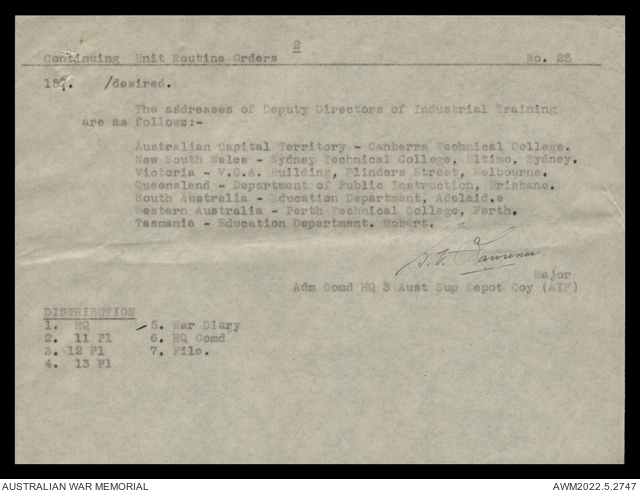 2
Continuing Unit Routine Orders No. 26
157. /desired.
The addresses of Deputy Directors of Industrial Training
are as follows:-
Australian Capital Territory - Canberra Technical College.
New South Wales - Sydney Technical College, Ultimo, Sydney.
Victoria - V.C.A. Building, Flinders Street, Melbourne.
Queensland - Department of Public Instruction, Brisbane.
South Australia - Education Department, Adelaid.e
Western Australia - Perth Technical College, Perth.
Tasmania - Education Department. Hobart.
Lawrence
Major
Adm Comd HQ 3 Aust Sup Depot Coy (AIF)
DISTRIBUTION
1. HQ 5. War Diary
2. 11 Pl 6. HQ Comd
3. 12 Pl 7. File.
4. 13 Pl
AUSTRALIAN WAR MEMORIAL AWM2022.5.2747